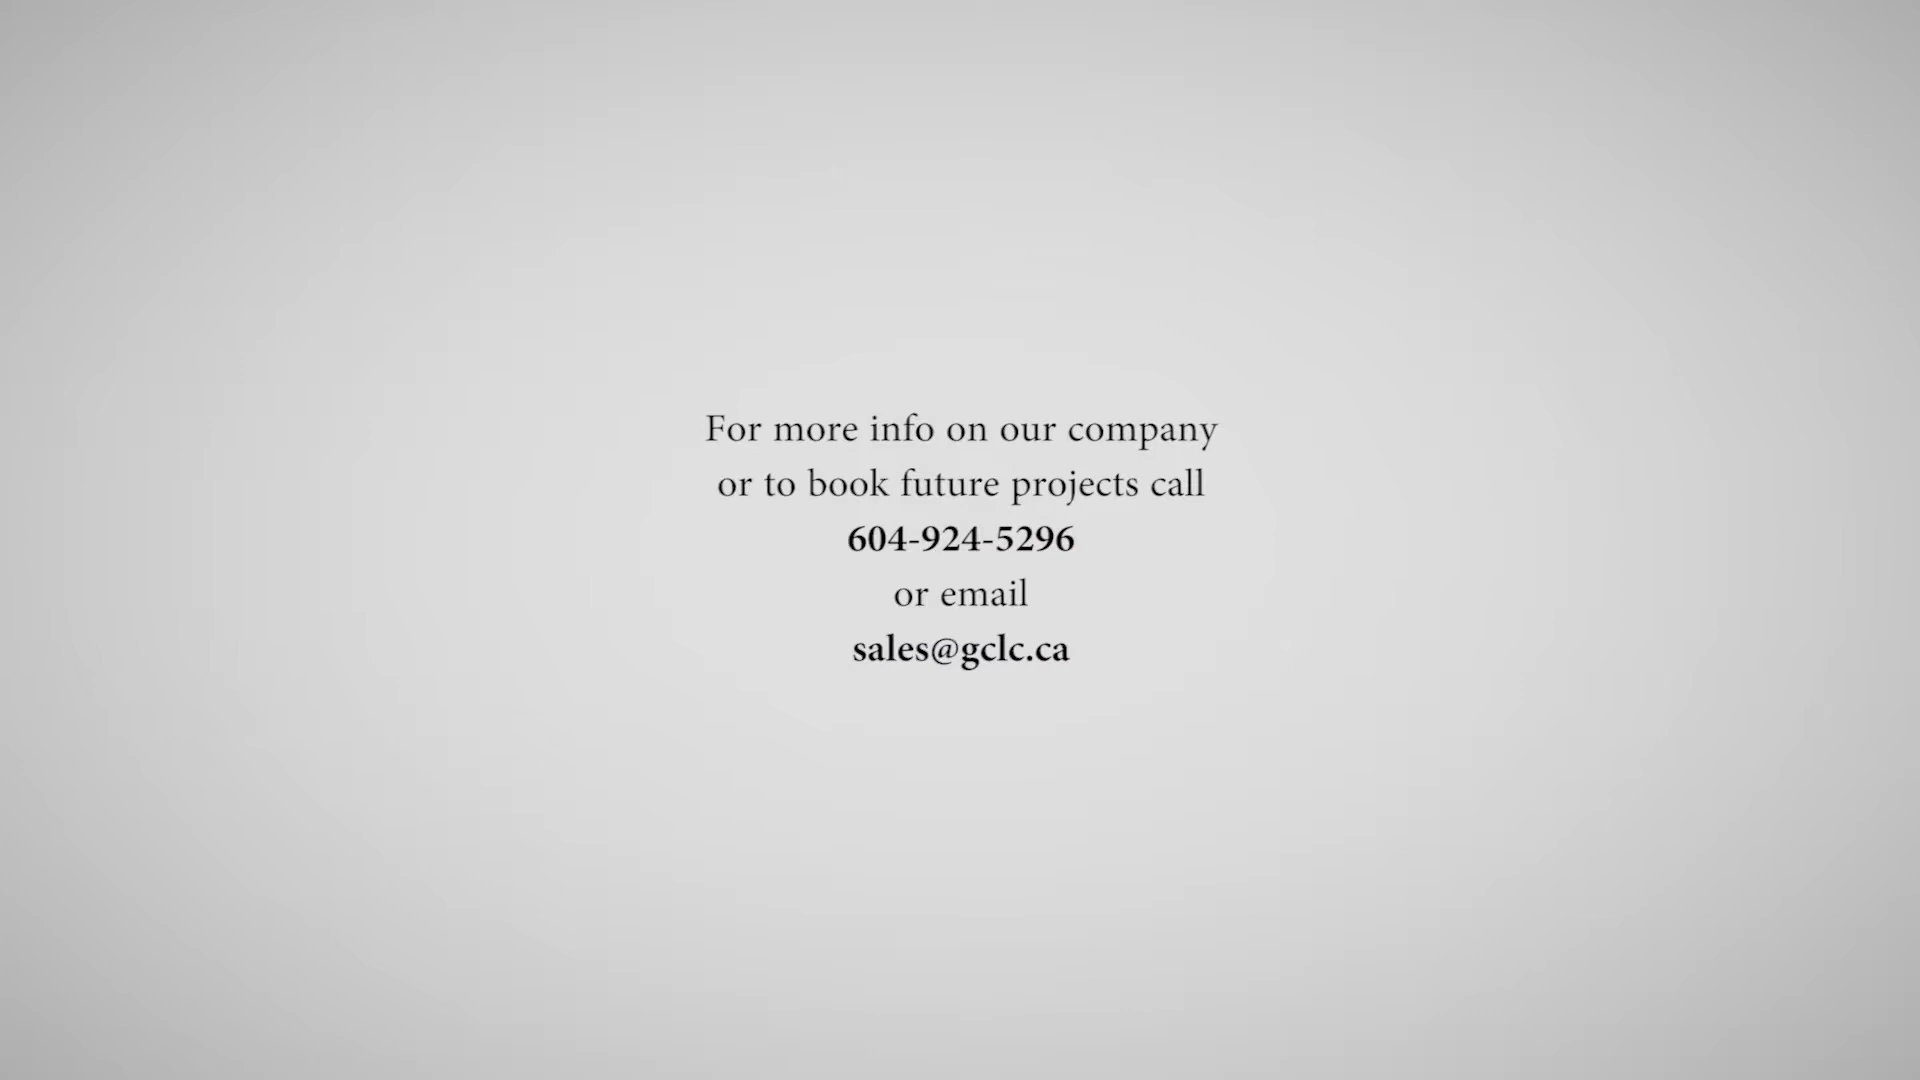 For more info on our company
or to book future projects call
604-924-5296
or email
sales@gclc.ca